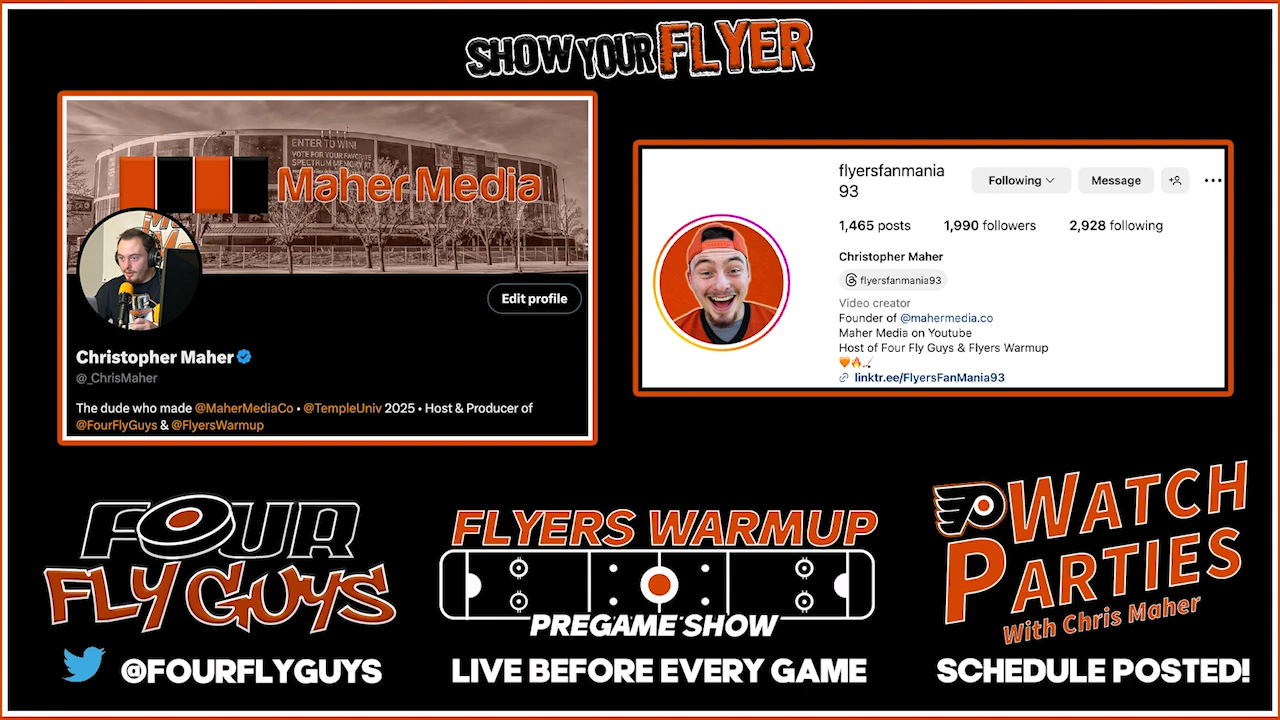 SHOW YOUR FLYER
ENTER TO WIN!
VOTE FOR YOUR FAVORITE
SPECTRUM MEMORY AT
Maher Media
Edit profile
Christopher Maher
@_ChrisMaher
The dude who made @MaherMediaCo • @TempleUniv 2025 • Host & Producer of
@FourFlyGuys & @FlyersWarmup
flyersfanmania
93
Following
Message
1,465 posts
1,990 followers
2,928 following
Christopher Maher
flyersfanmania93
Video creator
Founder of @mahermedia.co
Maher Media on Youtube
Host of Four Fly Guys & Flyers Warmup
🧡🔥🏒
linktr.ee/FlyersFanMania93
FOUR
FLY GUYS
@FOURFLYGUYS
FLYERS WARMUP
PREGAME SHOW
LIVE BEFORE EVERY GAME
WATCH
PARTIES
With Chris Maher
SCHEDULE POSTED!